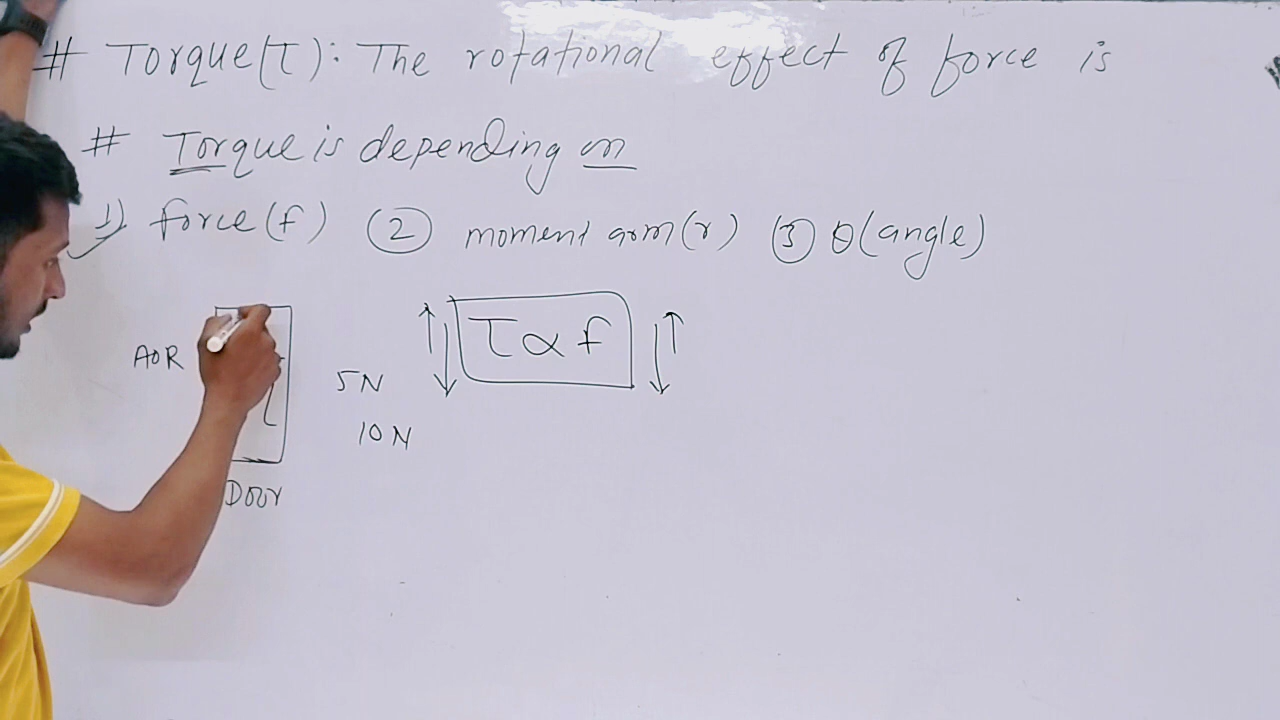 # Torque(τ): The rotational effect of force is
# Torque is depending on
1) force(f) (2) moment arm(r) (3) θ(angle)
τ ∝ f
AOR
5N
10N
Door